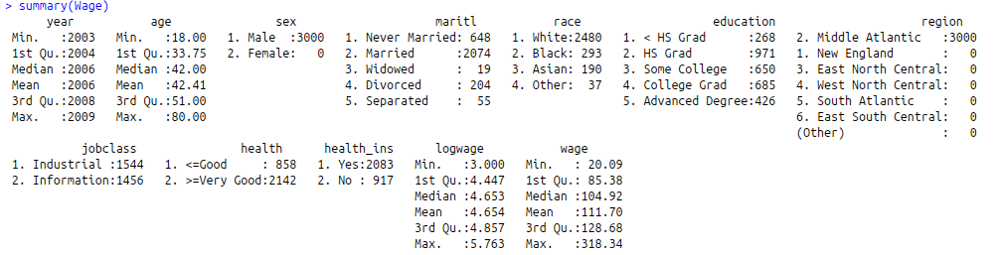 > summary(Wage)
      year           age              sex                    maritl           race                   education                     region    
 Min.   :2003   Min.   :18.00   1. Male  :3000   1. Never Married: 648   1. White:2480   1. < HS Grad      :268   2. Middle Atlantic   :3000  
 1st Qu.:2004   1st Qu.:33.75   2. Female:   0   2. Married      :2074   2. Black: 293   2. HS Grad        :971   1. New England       :   0  
 Median :2006   Median :42.00                    3. Widowed      :  19   3. Asian: 190   3. Some College   :650   3. East North Central:   0  
 Mean   :2006   Mean   :42.41                    4. Divorced     : 204   4. Other:  37   4. College Grad   :685   4. West North Central:   0  
 3rd Qu.:2008   3rd Qu.:51.00                    5. Separated    :  55                   5. Advanced Degree:426   5. South Atlantic    :   0  
 Max.   :2009   Max.   :80.00                                                                                     6. East South Central:   0  
                                                                                                                  (Other)              :   0  
           jobclass               health      health_ins      logwage           wage       
 1. Industrial :1544   1. <=Good     : 858   1. Yes:2083   Min.   :3.000   Min.   : 20.09  
 2. Information:1456   2. >=Very Good:2142   2. No : 917   1st Qu.:4.447   1st Qu.: 85.38  
                                                           Median :4.653   Median :104.92  
                                                           Mean   :4.654   Mean   :111.70  
                                                           3rd Qu.:4.857   3rd Qu.:128.68  
                                                           Max.   :5.763   Max.   :318.34